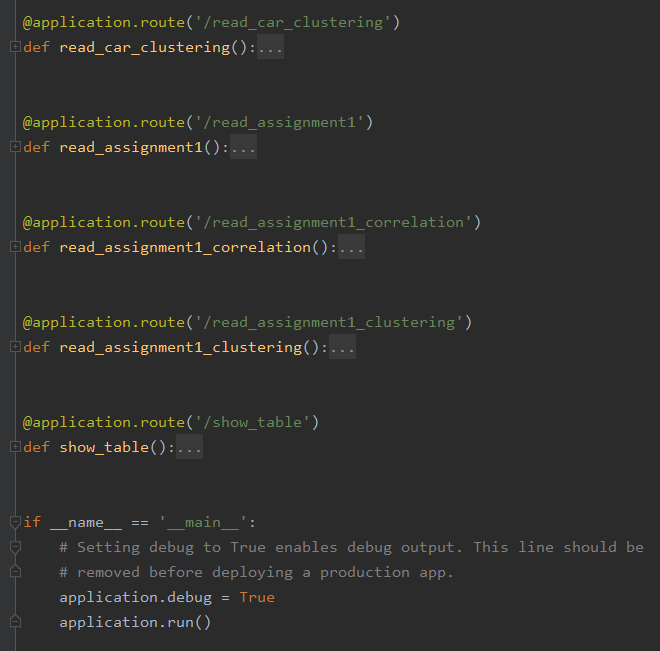 @application.route('/read_car_clustering')
def read_car_clustering():...
@application.route('/read_assignment1')
def read_assignment1():...
@application.route('/read_assignment1_correlation')
def read_assignment1_correlation():...
@application.route('/read_assignment1_clustering')
def read_assignment1_clustering():...
@application.route('/show_table')
def show_table():...
if __name__ == '__main__':
    # Setting debug to True enables debug output. This line should be
    # removed before deploying a production app.
    application.debug = True
    application.run()